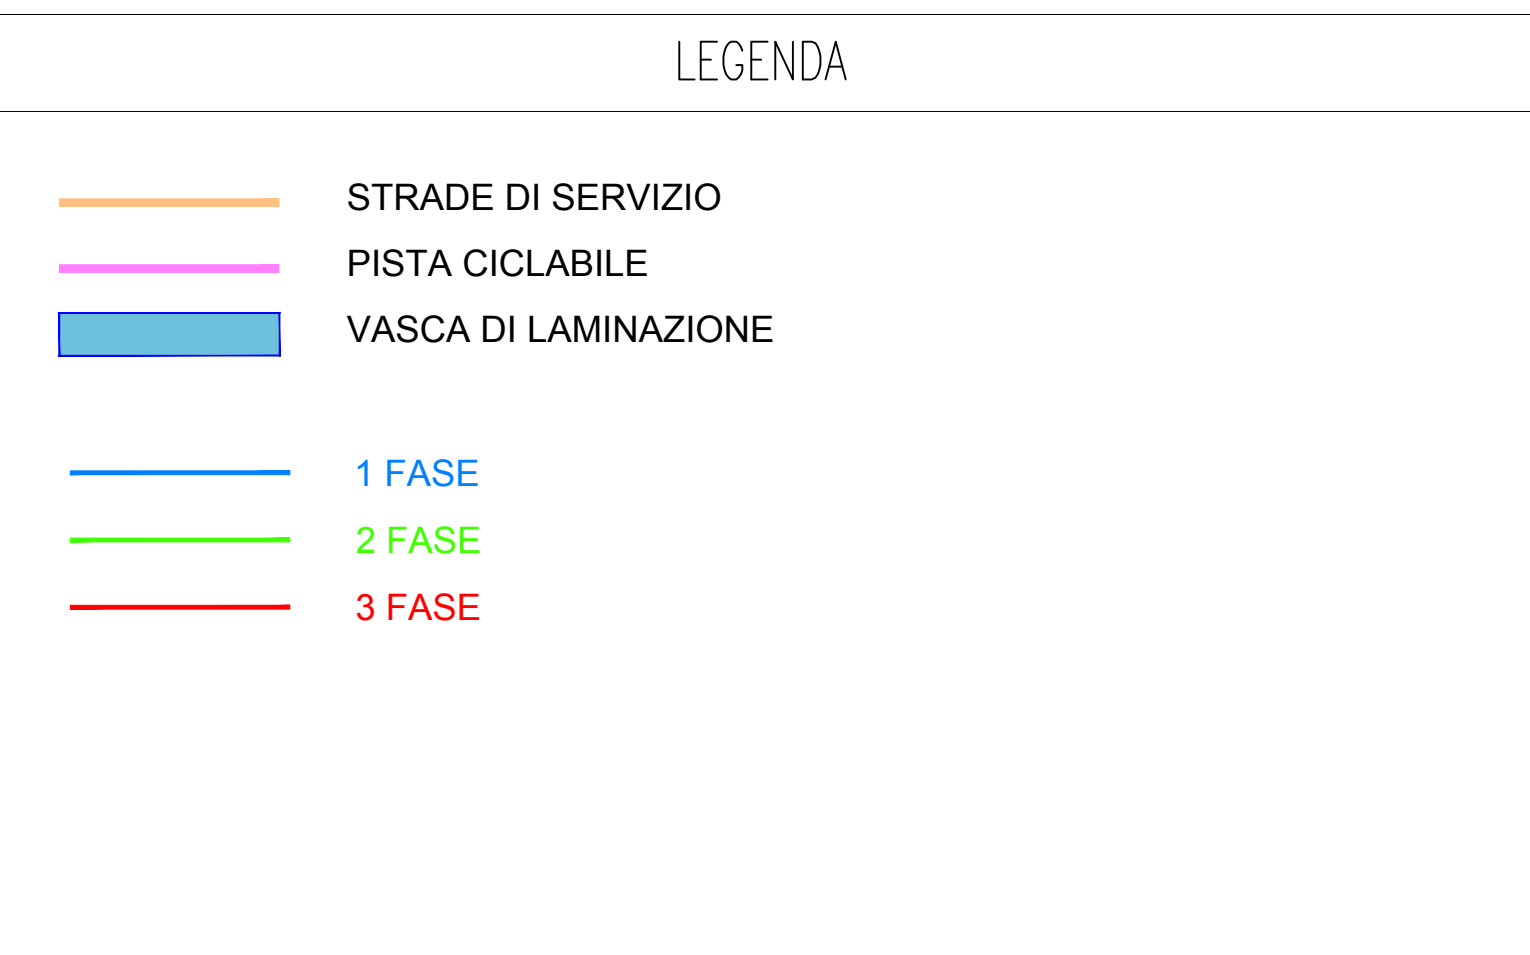 LEGENDA
STRADE DI SERVIZIO
PISTA CICLABILE
VASCA DI LAMINAZIONE
1 FASE
2 FASE
3 FASE